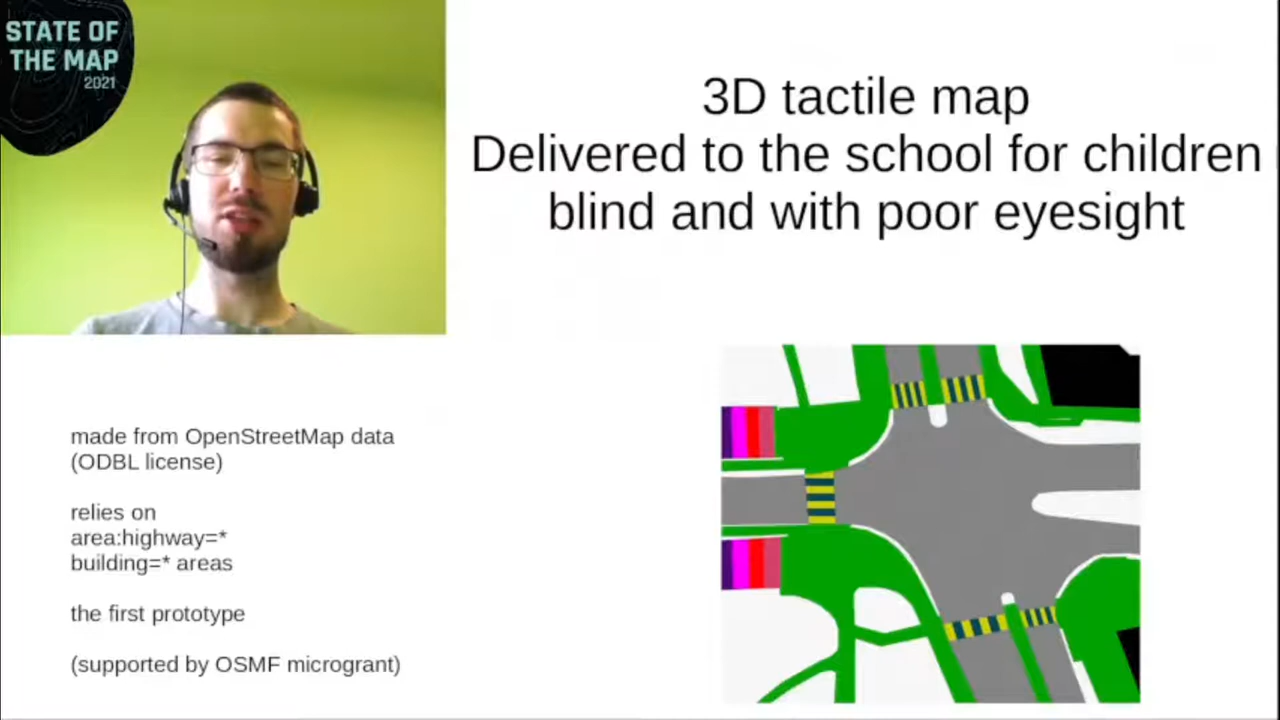 STATE OF
THE MAP
2021
3D tactile map
Delivered to the school for children
blind and with poor eyesight
made from OpenStreetMap data
(ODBL license)
relies on
area:highway=*
building=* areas
the first prototype
(supported by OSMF microgrant)